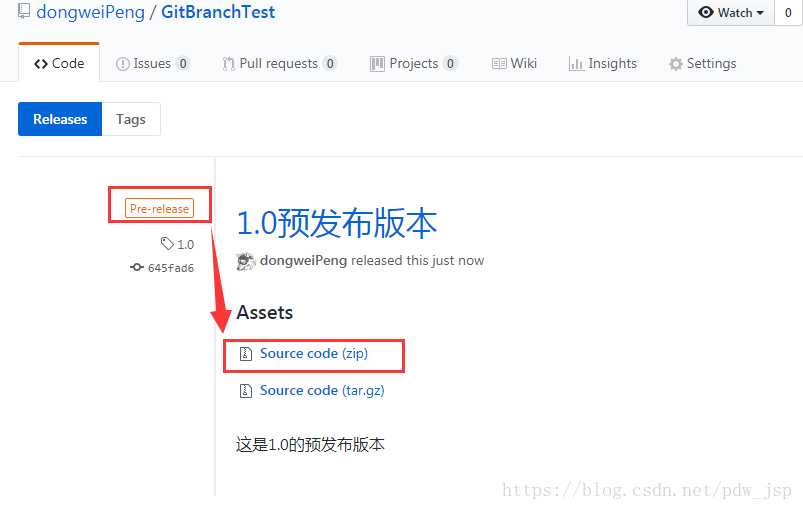 dongweiPeng / GitBranchTest
Watch 0
Code Issues 0 Pull requests 0 Projects 0 Wiki Insights Settings
Releases Tags
Pre-release
1.0
645fad6
1.0预发布版本
dongweiPeng released this just now
Assets
Source code (zip)
Source code (tar.gz)
这是1.0的预发布版本
https://blog.csdn.net/pdw_jsp